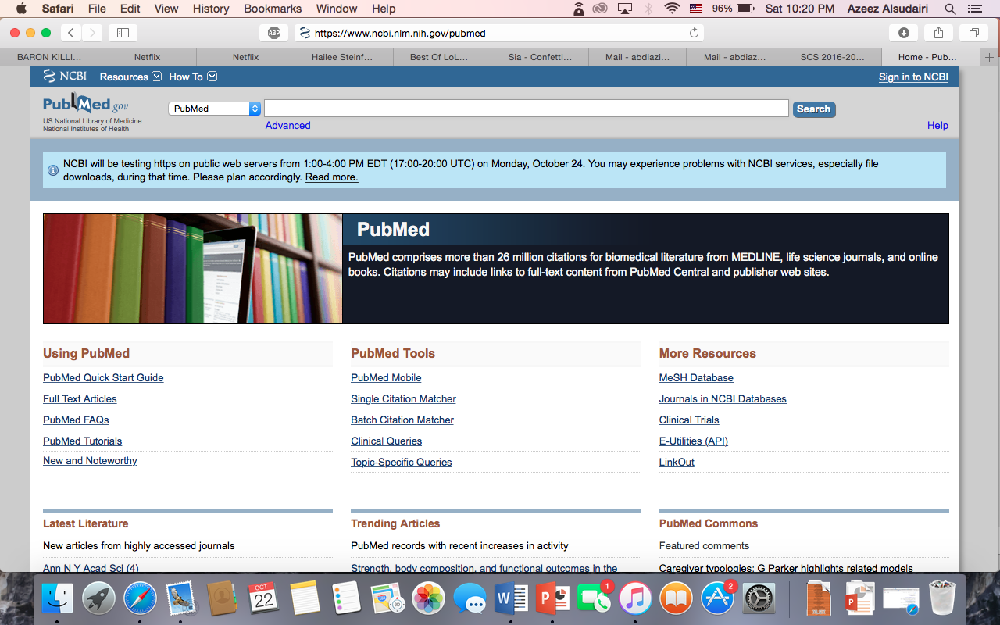 Safari File Edit View History Bookmarks Window Help 96% Sat 10:20 PM Azeez Alsudairi
ABP https://www.ncbi.nlm.nih.gov/pubmed
BARON KILLI... Netflix Netflix Hailee Steinf... Best Of LoL... Sia - Confetti... Mail - abdiazi... Mail - abdiaz... SCS 2016-20... Home - Pub...
NCBI Resources How To Sign in to NCBI
PubMed.gov
US National Library of Medicine
National Institutes of Health
PubMed Search
Advanced Help
NCBI will be testing https on public web servers from 1:00-4:00 PM EDT (17:00-20:00 UTC) on Monday, October 24. You may experience problems with NCBI services, especially file
downloads, during that time. Please plan accordingly. Read more.
PubMed
PubMed comprises more than 26 million citations for biomedical literature from MEDLINE, life science journals, and online
books. Citations may include links to full-text content from PubMed Central and publisher web sites.
Using PubMed
PubMed Quick Start Guide
Full Text Articles
PubMed FAQs
PubMed Tutorials
New and Noteworthy
PubMed Tools
PubMed Mobile
Single Citation Matcher
Batch Citation Matcher
Clinical Queries
Topic-Specific Queries
More Resources
MeSH Database
Journals in NCBI Databases
Clinical Trials
E-Utilities (API)
LinkOut
Latest Literature
New articles from highly accessed journals
Ann N Y Acad Sci (4)
Trending Articles
PubMed records with recent increases in activity
Strength, body composition, and functional outcomes in the
PubMed Commons
Featured comments
Caregiver typologies: G Parker highlights related models
OCT
22
1
2